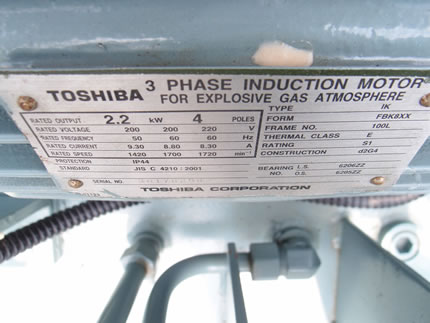 TOSHIBA 3 PHASE INDUCTION MOTOR
FOR EXPLOSIVE GAS ATMOSPHERE
RATED OUTPUT 2.2 kW 4 POLES
RATED VOLTAGE 200 200 220 V
RATED FREQUENCY 50 60 60 Hz
RATED CURRENT 9.30 8.80 8.30 A
RATED SPEED 1420 1700 1720 min⁻¹
PROTECTION IP44
STANDARD JIS C 4210:2001
SERIAL NO.
TYPE IK
FORM FBK8XX
FRAME NO. 100L
THERMAL CLASS E
RATING S1
CONSTRUCTION d2G4
BEARING L.S. 6206ZZ
NO. O.S. 6205ZZ
TOSHIBA CORPORATION